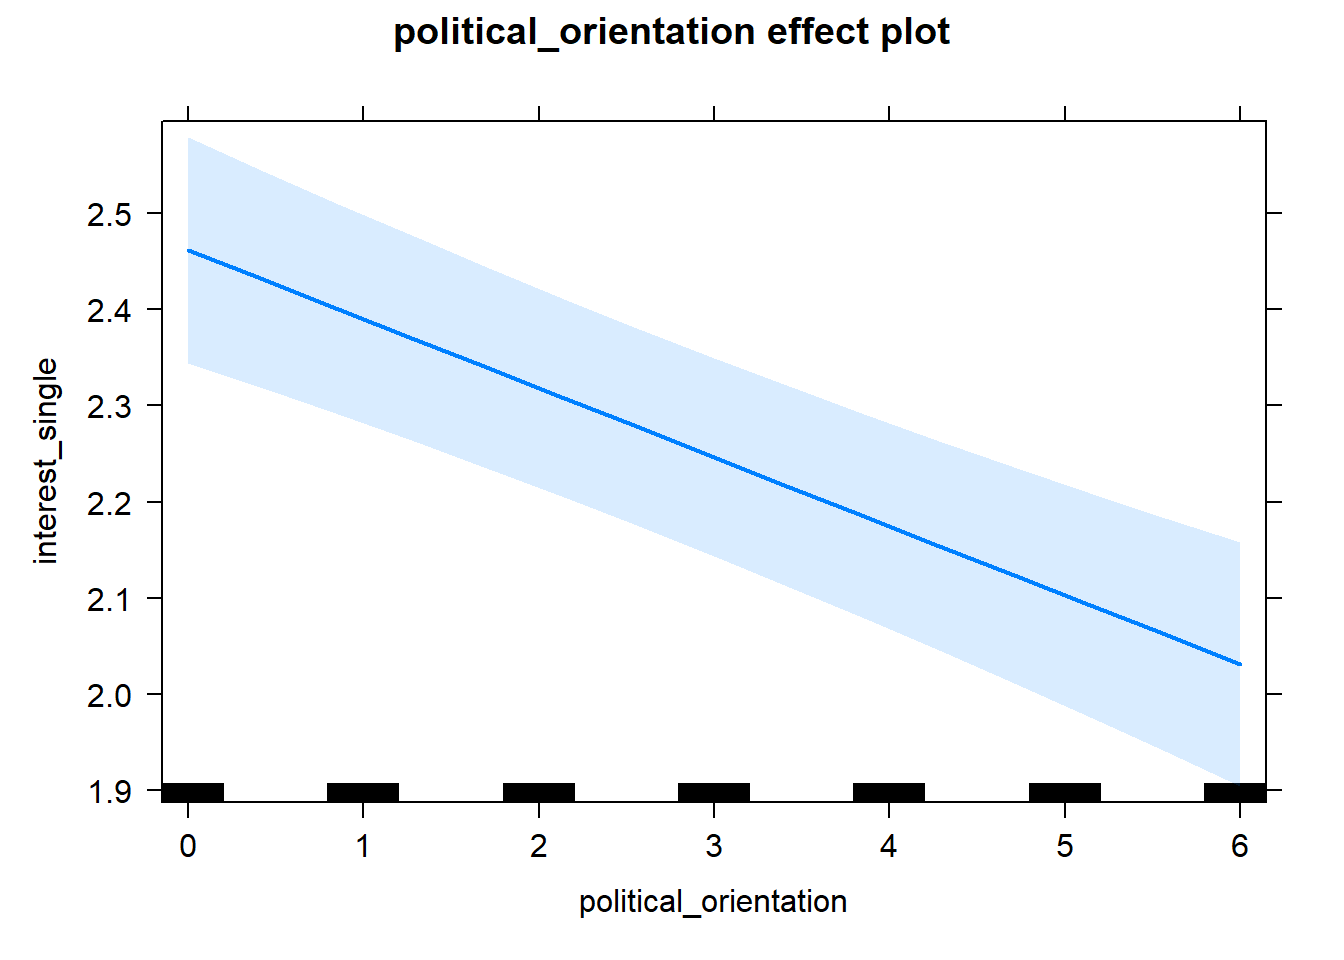 political_orientation effect plot
interest_single
2.5
2.4
2.3
2.2
2.1
2.0
1.9
0 1 2 3 4 5 6
political_orientation